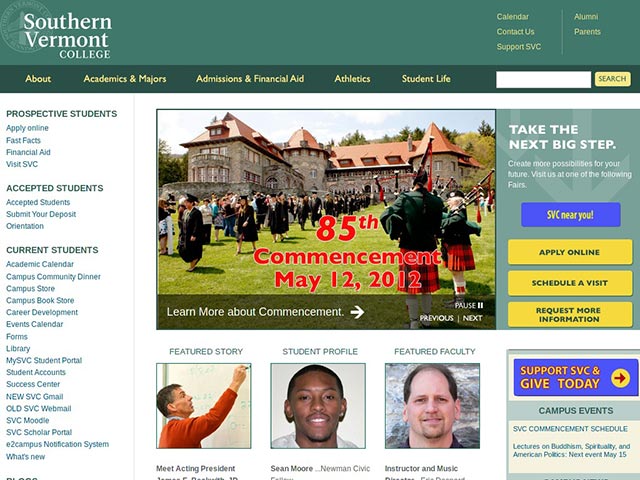 Southern
Vermont
COLLEGE
Calendar
Contact Us
Support SVC
Alumni
Parents
About
Academics & Majors
Admissions & Financial Aid
Athletics
Student Life
SEARCH
PROSPECTIVE STUDENTS
Apply online
Fast Facts
Financial Aid
Visit SVC
ACCEPTED STUDENTS
Accepted Students
Submit Your Deposit
Orientation
CURRENT STUDENTS
Academic Calendar
Campus Community Dinner
Campus Store
Campus Book Store
Career Development
Events Calendar
Forms
Library
MySVC Student Portal
Student Accounts
Success Center
NEW SVC Gmail
OLD SVC Webmail
SVC Moodle
SVC Scholar Portal
e2campus Notification System
What's new
BLOGS
85th
Commencement
May 12, 2012
Learn More about Commencement.
PAUSE
PREVIOUS | NEXT
TAKE THE
NEXT BIG STEP.
Create more possibilities for your
future. Visit us at one of the following
Fairs.
SVC near you!
APPLY ONLINE
SCHEDULE A VISIT
REQUEST MORE
INFORMATION
FEATURED STORY
STUDENT PROFILE
FEATURED FACULTY
Meet Acting President
James E. Beckwith, JD
Sean Moore ...Newman Civic
Fellow
Instructor and Music
Director
SUPPORT SVC &
GIVE TODAY
CAMPUS EVENTS
SVC COMMENCEMENT SCHEDULE
Lectures on Buddhism, Spirituality, and
American Politics: Next event May 15
CAMPUS NEWS